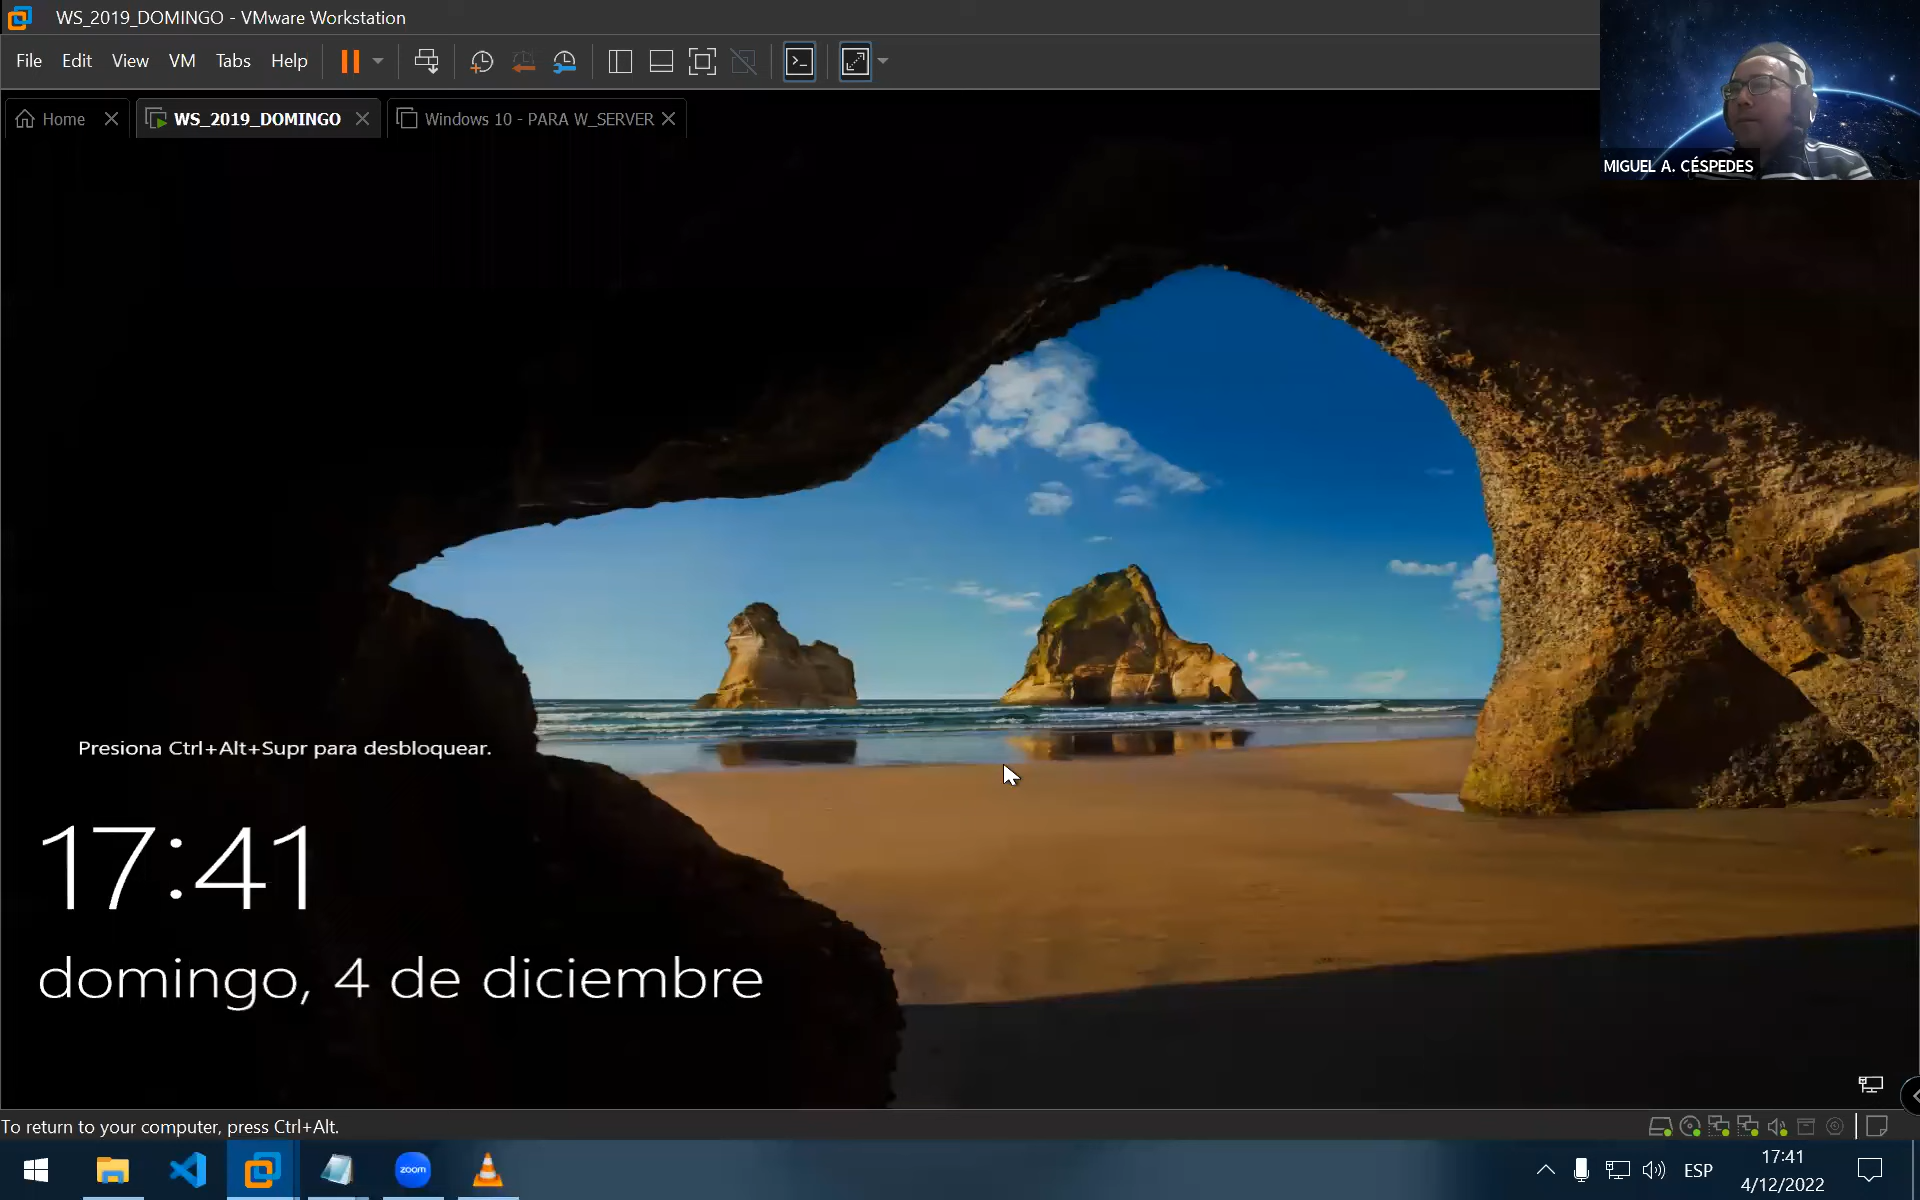 WS_2019_DOMINGO - VMware Workstation
File Edit View VM Tabs Help
Home WS_2019_DOMINGO Windows 10 - PARA W_SERVER
MIGUEL A. CÉSPEDES
Presiona Ctrl+Alt+Supr para desbloquear.
17:41
domingo, 4 de diciembre
To return to your computer, press Ctrl+Alt.
zoom
ESP
17:41
4/12/2022